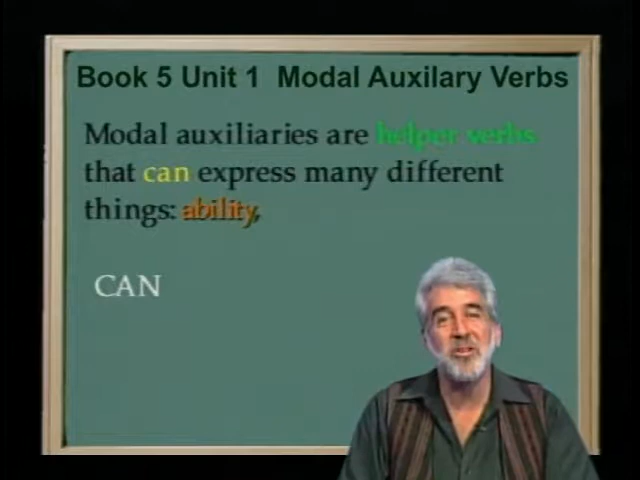 Book 5 Unit 1 Modal Auxilary Verbs
Modal auxiliaries are helper verbs
that can express many different
things: ability,
CAN